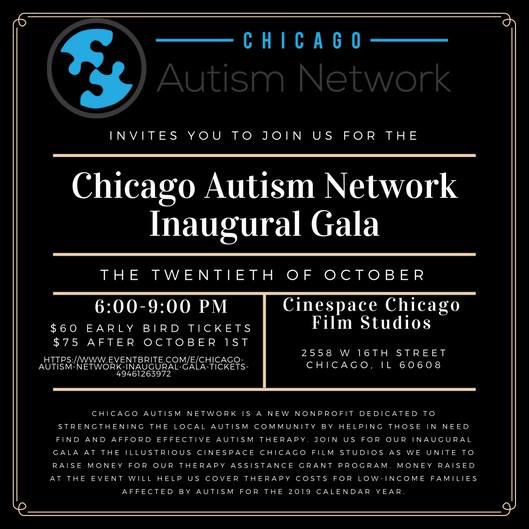 CHICAGO
Autism Network
INVITES YOU TO JOIN US FOR THE
Chicago Autism Network
Inaugural Gala
THE TWENTIETH OF OCTOBER
6:00-9:00 PM
$60 EARLY BIRD TICKETS
$75 AFTER OCTOBER 1ST
HTTPS://WWW.EVENTBRITE.COM/E/CHICAGO-
AUTISM-NETWORK-INAUGURAL-GALA-TICKETS-
49461263972
Cinespace Chicago
Film Studios
2558 W 16TH STREET
CHICAGO, IL 60608
CHICAGO AUTISM NETWORK IS A NEW NONPROFIT DEDICATED TO
STRENGTHENING THE LOCAL AUTISM COMMUNITY BY HELPING THOSE IN NEED
FIND AND AFFORD EFFECTIVE AUTISM THERAPY. JOIN US FOR OUR INAUGURAL
GALA AT THE ILLUSTRIOUS CINESPACE CHICAGO FILM STUDIOS AS WE UNITE TO
RAISE MONEY FOR OUR THERAPY ASSISTANCE GRANT PROGRAM. MONEY RAISED
AT THE EVENT WILL HELP US COVER THERAPY COSTS FOR LOW-INCOME FAMILIES
AFFECTED BY AUTISM FOR THE 2019 CALENDAR YEAR.